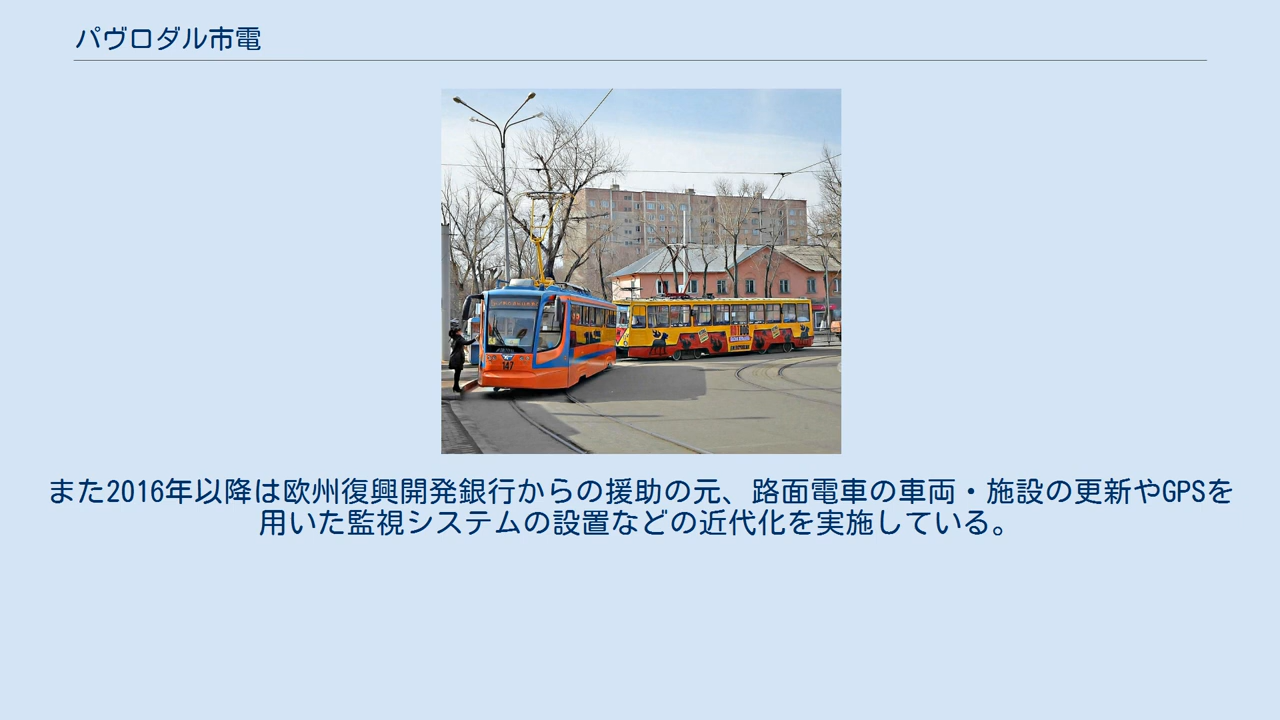 パヴロダル市電
147
また2016年以降は欧州復興開発銀行からの援助の元、路面電車の車両・施設の更新やGPSを
用いた監視システムの設置などの近代化を実施している。